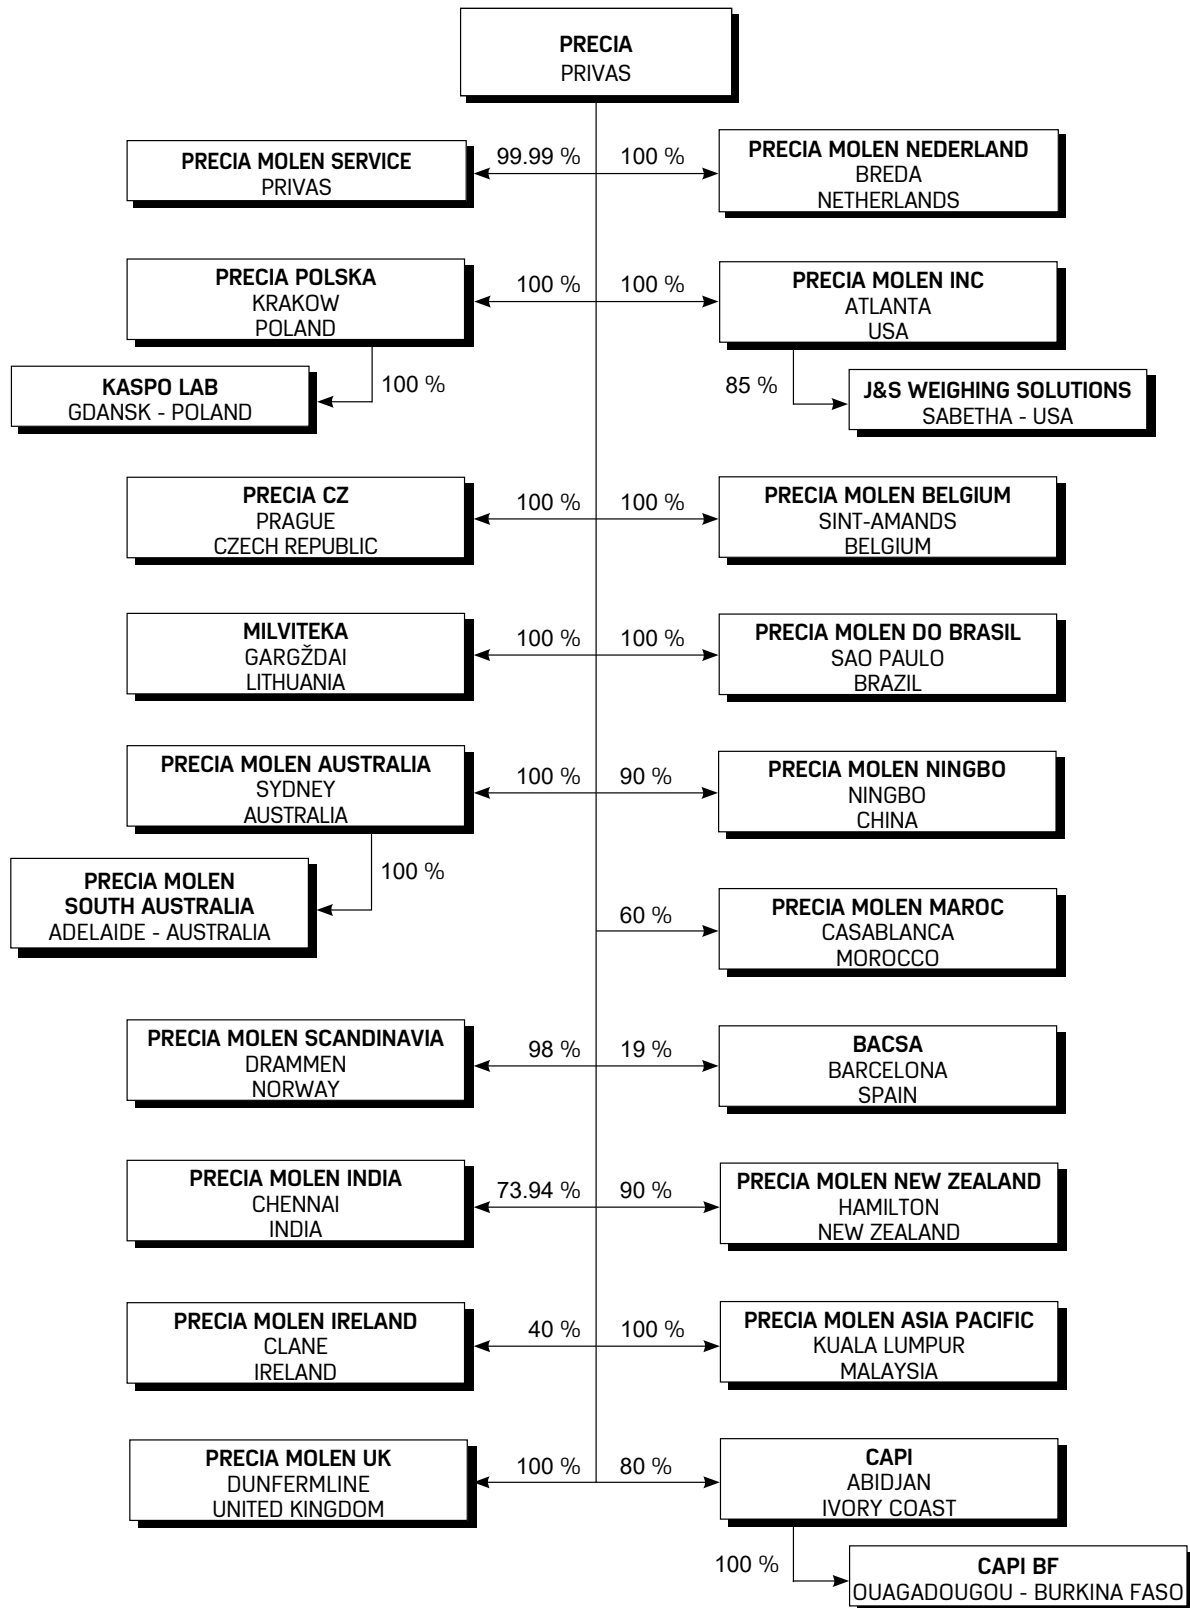 PRECIA
PRIVAS
PRECIA MOLEN SERVICE
PRIVAS
99.99 %
100 %
PRECIA MOLEN NEDERLAND
BREDA
NETHERLANDS
PRECIA POLSKA
KRAKOW
POLAND
100 %
100 %
PRECIA MOLEN INC
ATLANTA
USA
KASPO LAB
GDANSK - POLAND
100 %
85 %
J&S WEIGHING SOLUTIONS
SABETHA - USA
PRECIA CZ
PRAGUE
CZECH REPUBLIC
100 %
100 %
PRECIA MOLEN BELGIUM
SINT-AMANDS
BELGIUM
MILVITEKA
GARGŽDAI
LITHUANIA
100 %
100 %
PRECIA MOLEN DO BRASIL
SAO PAULO
BRAZIL
PRECIA MOLEN AUSTRALIA
SYDNEY
AUSTRALIA
100 %
90 %
PRECIA MOLEN NINGBO
NINGBO
CHINA
PRECIA MOLEN
SOUTH AUSTRALIA
ADELAIDE - AUSTRALIA
100 %
60 %
PRECIA MOLEN MAROC
CASABLANCA
MOROCCO
PRECIA MOLEN SCANDINAVIA
DRAMMEN
NORWAY
98 %
19 %
BACSA
BARCELONA
SPAIN
PRECIA MOLEN INDIA
CHENNAI
INDIA
73.94 %
90 %
PRECIA MOLEN NEW ZEALAND
HAMILTON
NEW ZEALAND
PRECIA MOLEN IRELAND
CLANE
IRELAND
40 %
100 %
PRECIA MOLEN ASIA PACIFIC
KUALA LUMPUR
MALAYSIA
PRECIA MOLEN UK
DUNFERMLINE
UNITED KINGDOM
100 %
80 %
CAPI
ABIDJAN
IVORY COAST
100 %
CAPI BF
OUAGADOUGOU - BURKINA FASO